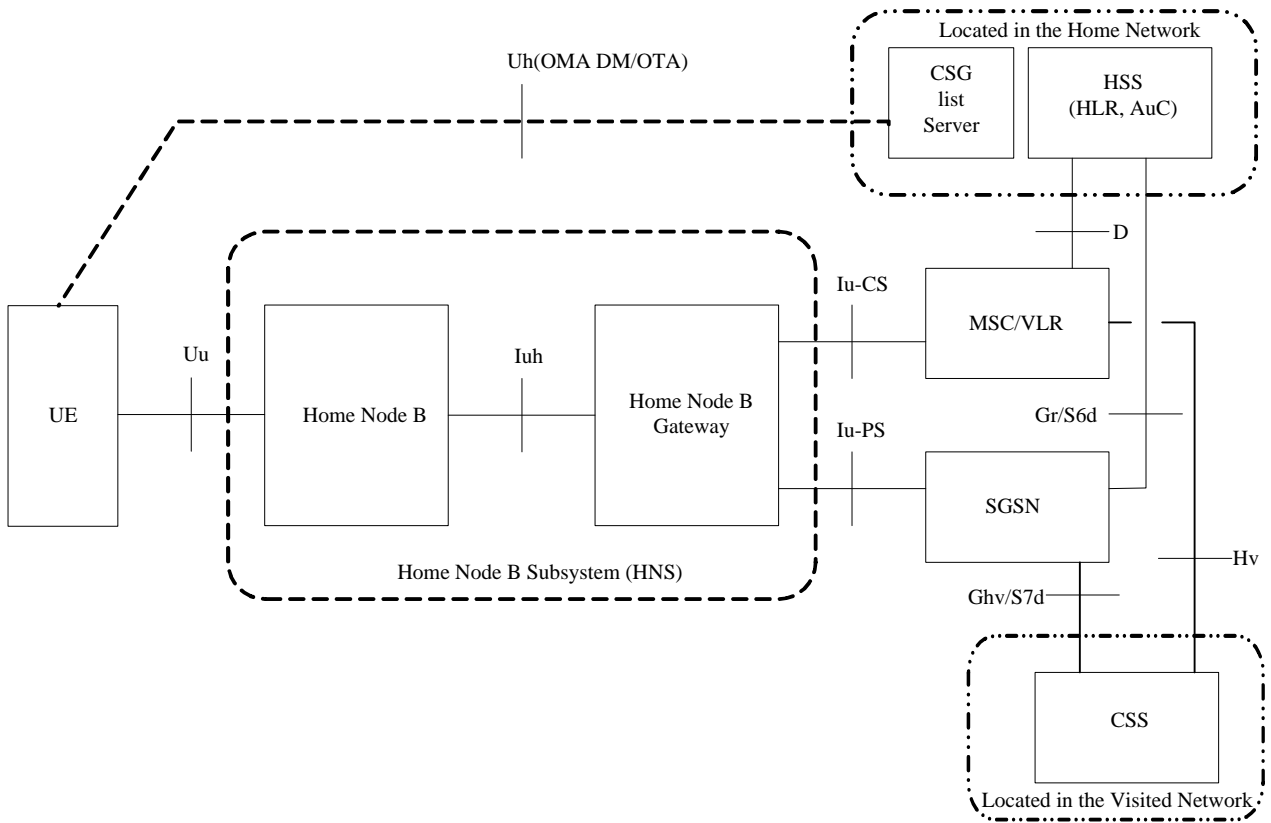 Located in the Home Network
Uh(OMA DM/OTA)
CSG
list
Server
HSS
(HLR, AuC)
D
Iu-CS
MSC/VLR
Uu
Iuh
UE
Home Node B
Home Node B
Gateway
Iu-PS
Gr/S6d
SGSN
Home Node B Subsystem (HNS)
Hv
Ghv/S7d
CSS
Located in the Visited Network